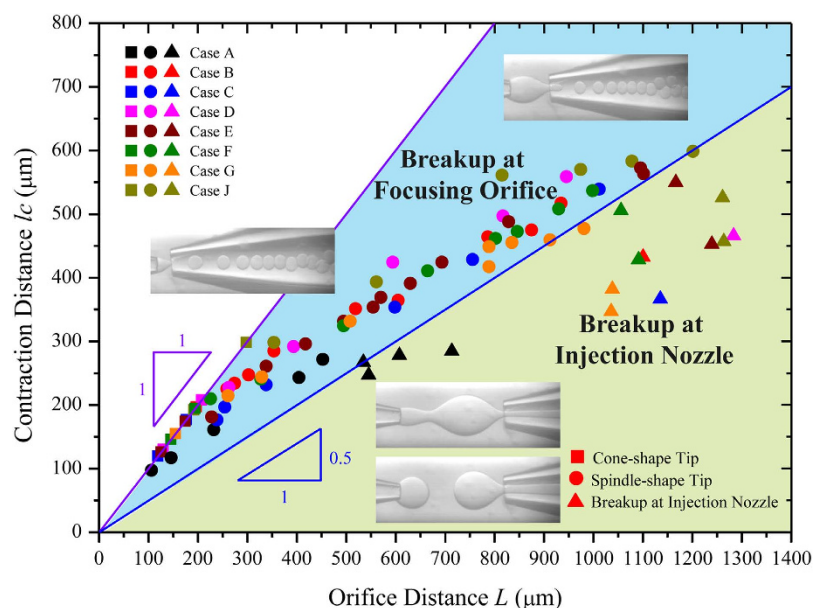 800
700
600
500
400
300
200
100
0
Contraction Distance lc (μm)
Case A
Case B
Case C
Case D
Case E
Case F
Case G
Case J
Breakup at
Focusing Orifice
1
1
Breakup at
Injection Nozzle
0.5
1
Cone-shape Tip
Spindle-shape Tip
Breakup at Injection Nozzle
0 100 200 300 400 500 600 700 800 900 1000 1100 1200 1300 1400
Orifice Distance L (μm)